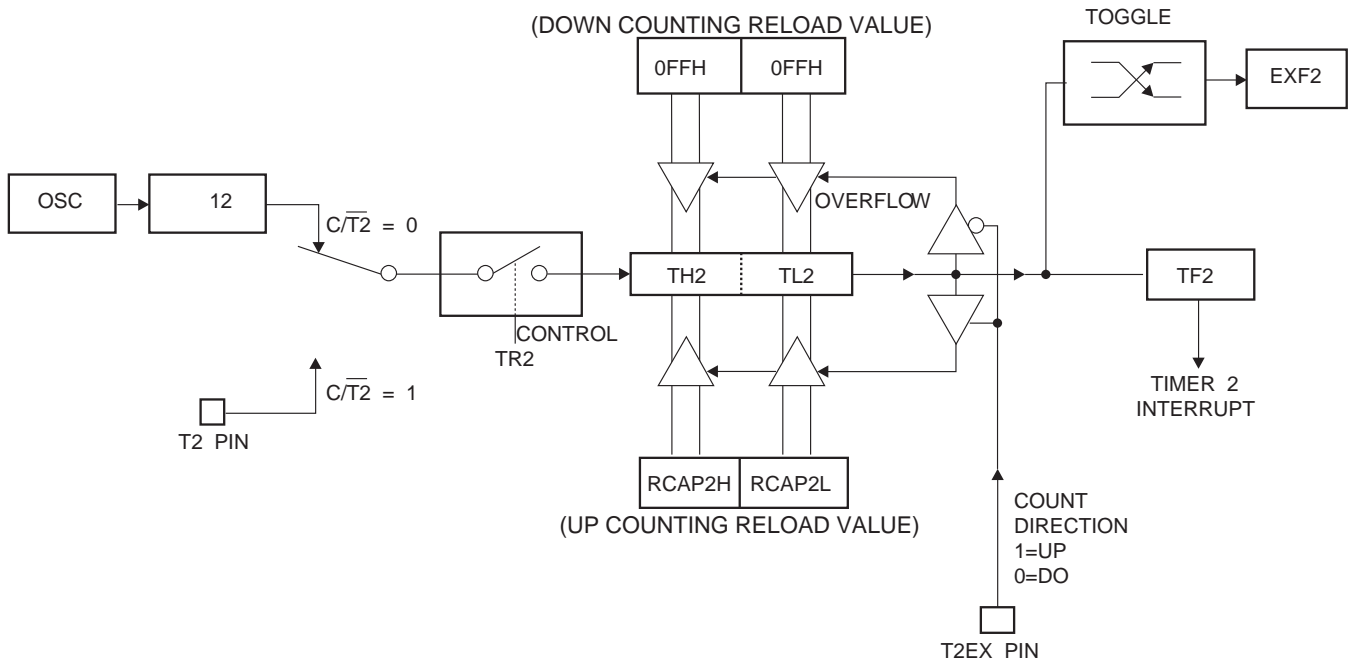 TOGGLE
(DOWN COUNTING RELOAD VALUE)
0FFH 0FFH
EXF2
OSC
12
C/T2̅ = 0
OVERFLOW
TH2 TL2
TF2
CONTROL
TR2
C/T2̅ = 1
T2 PIN
TIMER 2
INTERRUPT
RCAP2H RCAP2L
(UP COUNTING RELOAD VALUE)
COUNT
DIRECTION
1=UP
0=DO
T2EX PIN